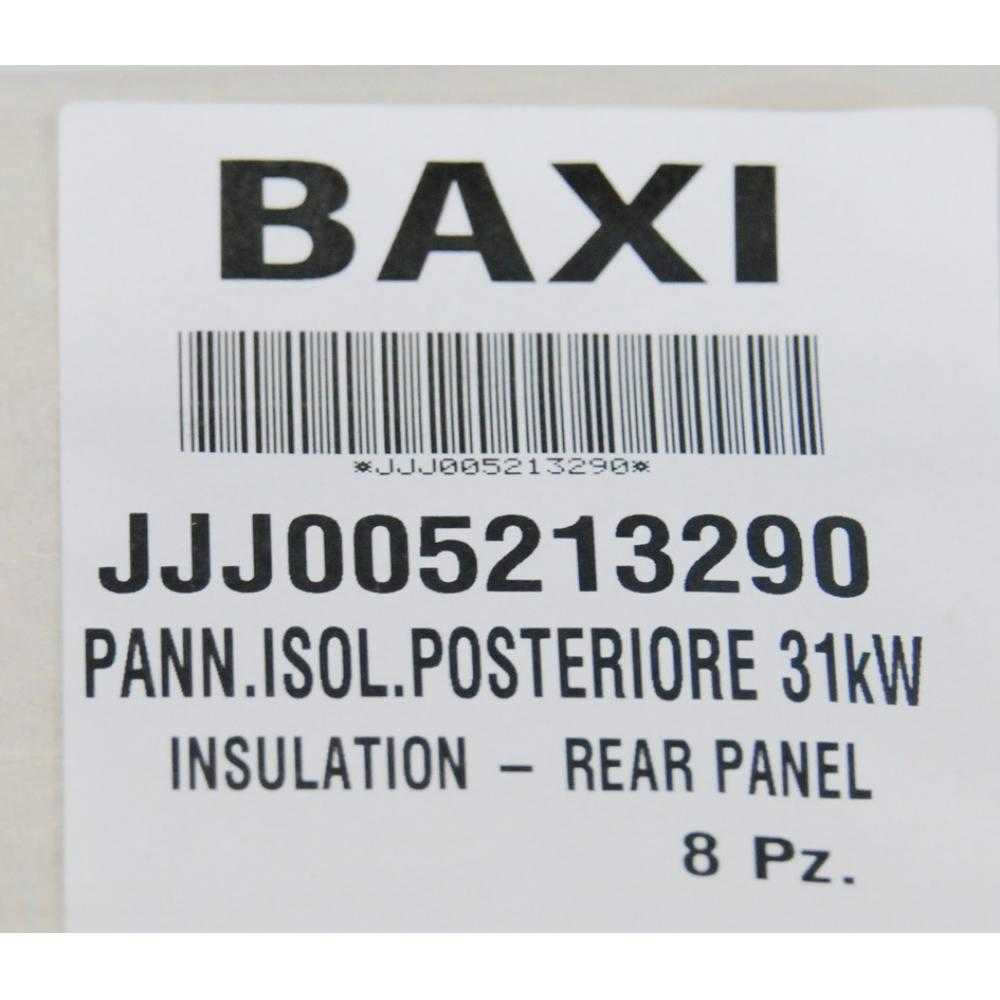 BAXI
*JJJ005213290*
JJJ005213290
PANN.ISOL.POSTERIORE 31kW
INSULATION - REAR PANEL
8 Pz.